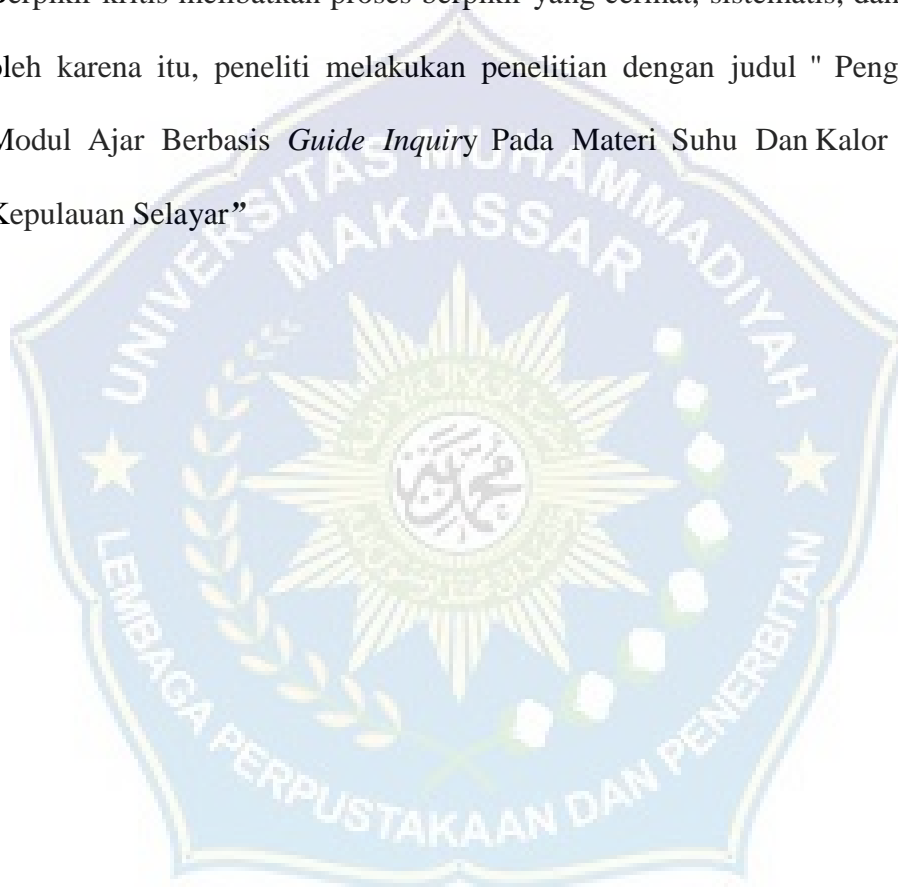 berpikir kritis melibatkan proses berpikir yang cermat, sistematis, dan
oleh karena itu, peneliti melakukan penelitian dengan judul " Peng
Modul Ajar Berbasis Guide Inquiry Pada Materi Suhu Dan Kalor
Kepulauan Selayar”
UNIVERSITAS MUHAMMADIYAH
MAKASSAR
LEMBAGA PERPUSTAKAAN DAN PENERBITAN